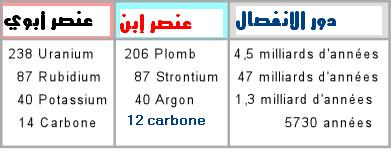 عنصر أبوي عنصر إبن دور الانفصال
238 Uranium 206 Plomb 4,5 milliards d'années
87 Rubidium 87 Strontium 47 milliards d'années
40 Potassium 40 Argon 1,3 milliard d'années
14 Carbone 12 carbone 5730 années